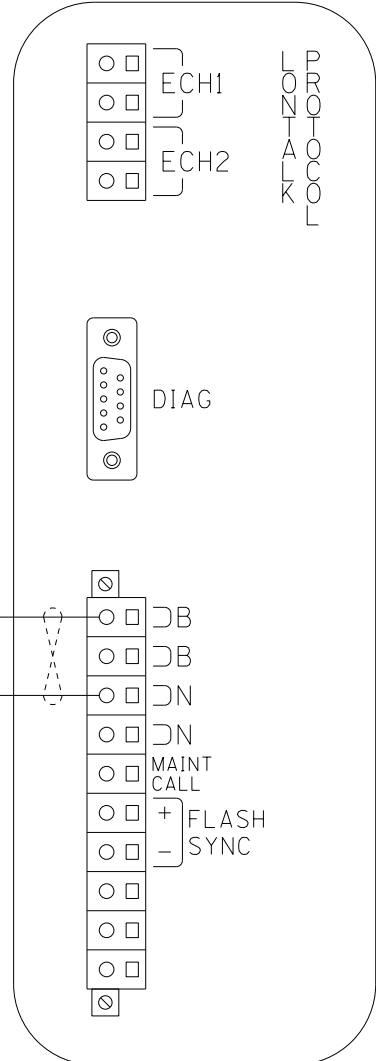 ECH1
ECH2
LONTALK
PROTOCOL
DIAG
B
B
N
N
MAINT
CALL
+
FLASH
SYNC
-